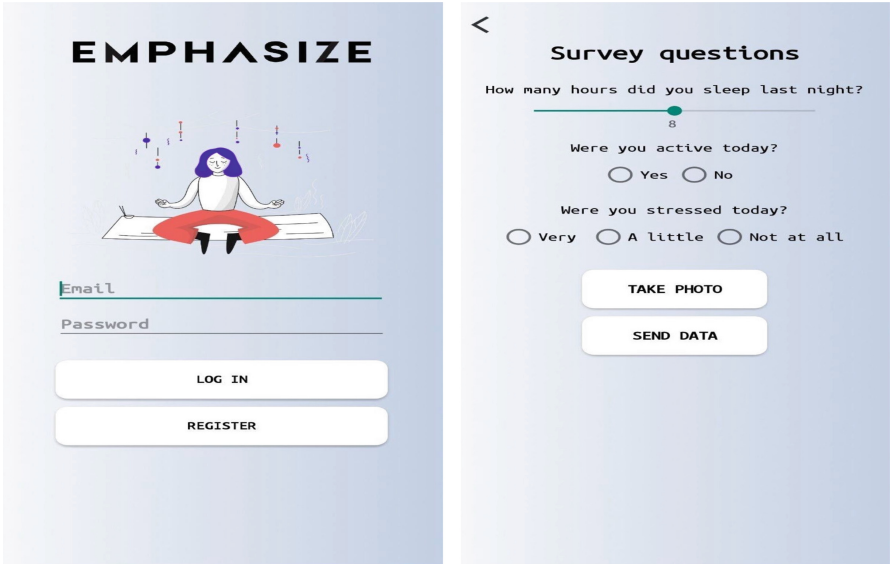 EMPHASIZE
Email
Password
LOG IN
REGISTER
Survey questions
How many hours did you sleep last night?
8
Were you active today?
Yes No
Were you stressed today?
Very A little Not at all
TAKE PHOTO
SEND DATA